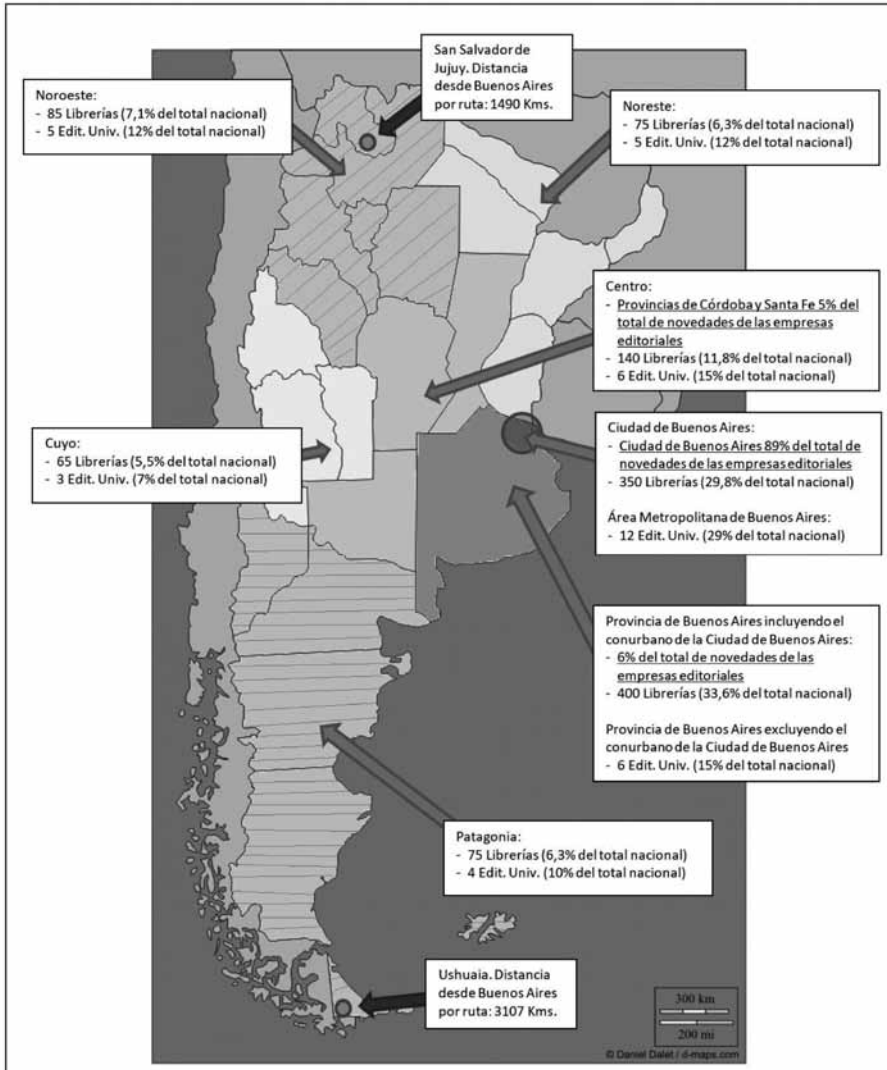 San Salvador de
Jujuy. Distancia
desde Buenos Aires
por ruta: 1490 Kms.
Noroeste:
- 85 Librerías (7,1% del total nacional)
- 5 Edit. Univ. (12% del total nacional)
Noreste:
- 75 Librerías (6,3% del total nacional)
- 5 Edit. Univ. (12% del total nacional)
Centro:
- Provincias de Córdoba y Santa Fe 5% del
total de novedades de las empresas
editoriales
- 140 Librerías (11,8% del total nacional)
- 6 Edit. Univ. (15% del total nacional)
Cuyo:
- 65 Librerías (5,5% del total nacional)
- 3 Edit. Univ. (7% del total nacional)
Ciudad de Buenos Aires:
- Ciudad de Buenos Aires 89% del total de
novedades de las empresas editoriales
- 350 Librerías (29,8% del total nacional)
Área Metropolitana de Buenos Aires:
- 12 Edit. Univ. (29% del total nacional)
Provincia de Buenos Aires incluyendo el
conurbano de la Ciudad de Buenos Aires:
- 6% del total de novedades de las
empresas editoriales
- 400 Librerías (33,6% del total nacional)
Provincia de Buenos Aires excluyendo el
conurbano de la Ciudad de Buenos Aires
- 6 Edit. Univ. (15% del total nacional)
Patagonia:
- 75 Librerías (6,3% del total nacional)
- 4 Edit. Univ. (10% del total nacional)
Ushuaia. Distancia
desde Buenos Aires
por ruta: 3107 Kms.
300 km
200 mi
© Daniel Dalet / d-maps.com